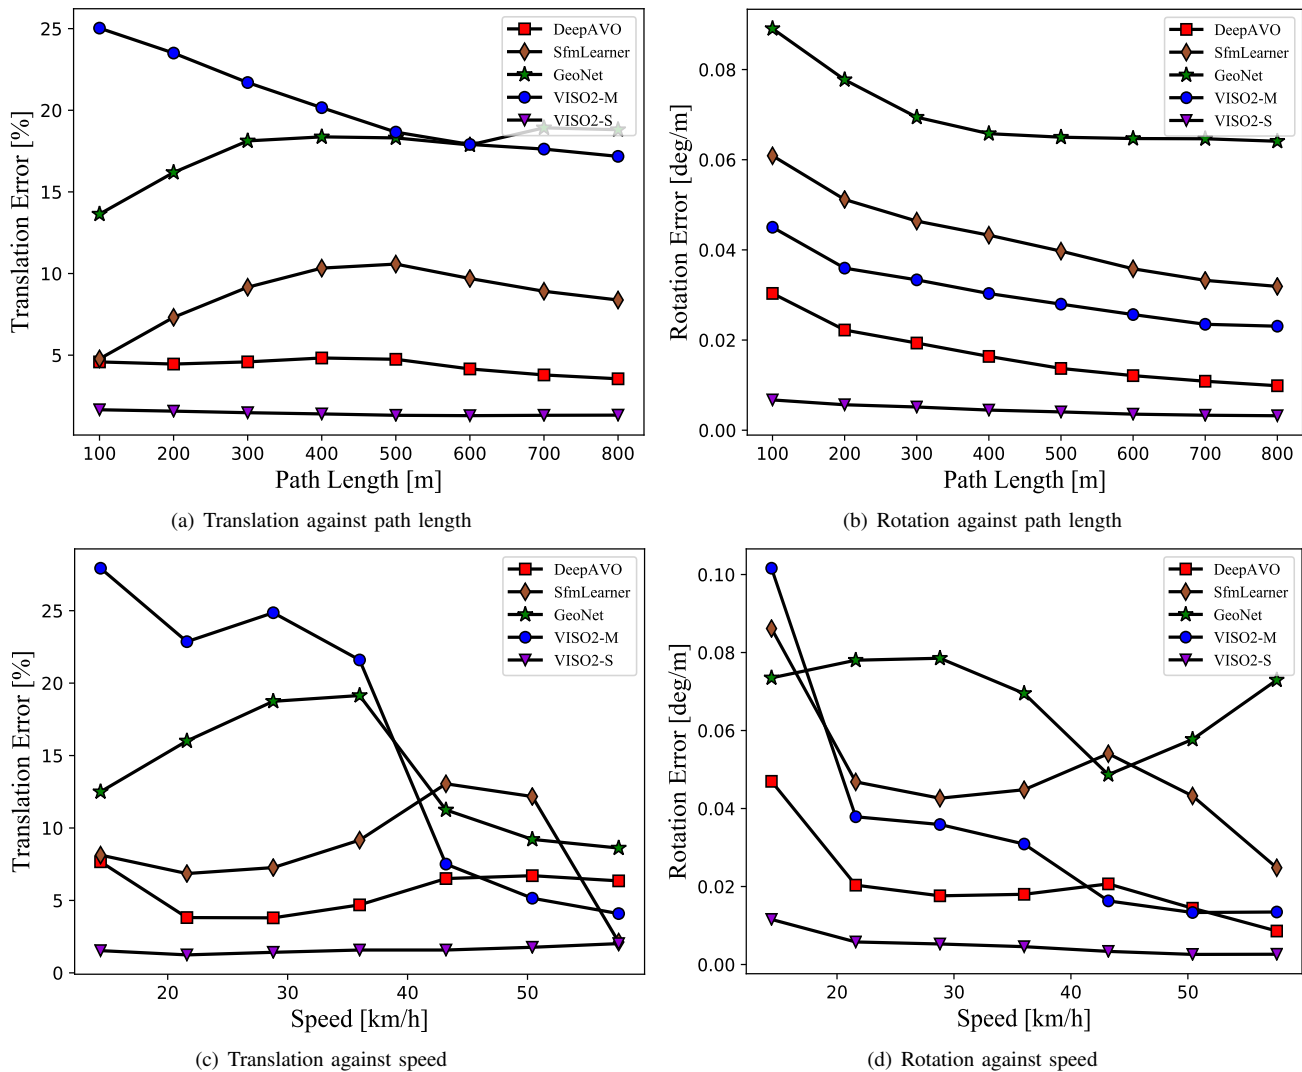 25
20
15
10
5
Translation Error [%]
DeepAVO
SfmLearner
GeoNet
VISO2-M
VISO2-S
100 200 300 400 500 600 700 800
Path Length [m]
(a) Translation against path length
0.08
0.06
0.04
0.02
0.00
Rotation Error [deg/m]
DeepAVO
SfmLearner
GeoNet
VISO2-M
VISO2-S
100 200 300 400 500 600 700 800
Path Length [m]
(b) Rotation against path length
25
20
15
10
5
0
Translation Error [%]
DeepAVO
SfmLearner
GeoNet
VISO2-M
VISO2-S
20 30 40 50
Speed [km/h]
(c) Translation against speed
0.10
0.08
0.06
0.04
0.02
0.00
Rotation Error [deg/m]
DeepAVO
SfmLearner
GeoNet
VISO2-M
VISO2-S
20 30 40 50
Speed [km/h]
(d) Rotation against speed